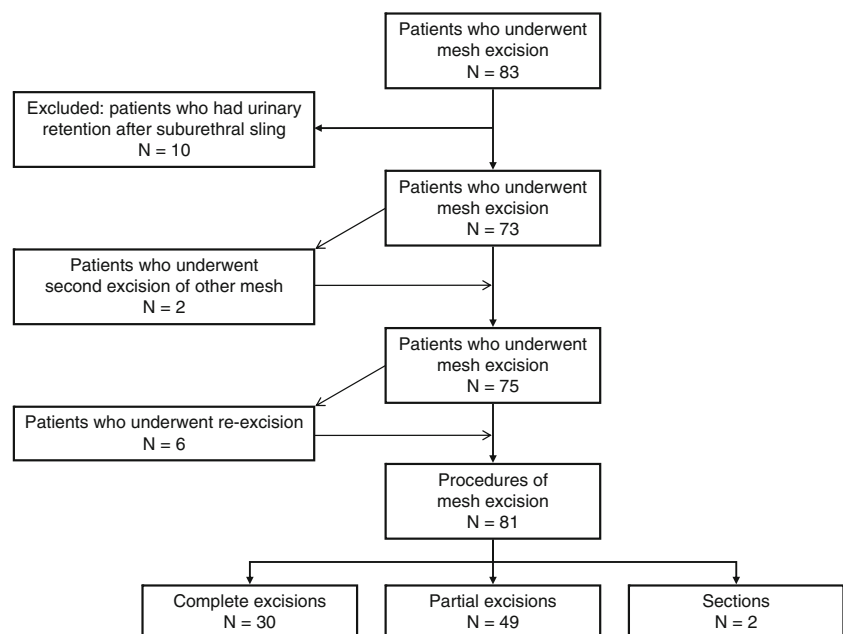 Patients who underwent
mesh excision
N = 83
Excluded: patients who had urinary
retention after suburethral sling
N = 10
Patients who underwent
mesh excision
N = 73
Patients who underwent
second excision of other mesh
N = 2
Patients who underwent
mesh excision
N = 75
Patients who underwent re-excision
N = 6
Procedures of
mesh excision
N = 81
Complete excisions
N = 30
Partial excisions
N = 49
Sections
N = 2